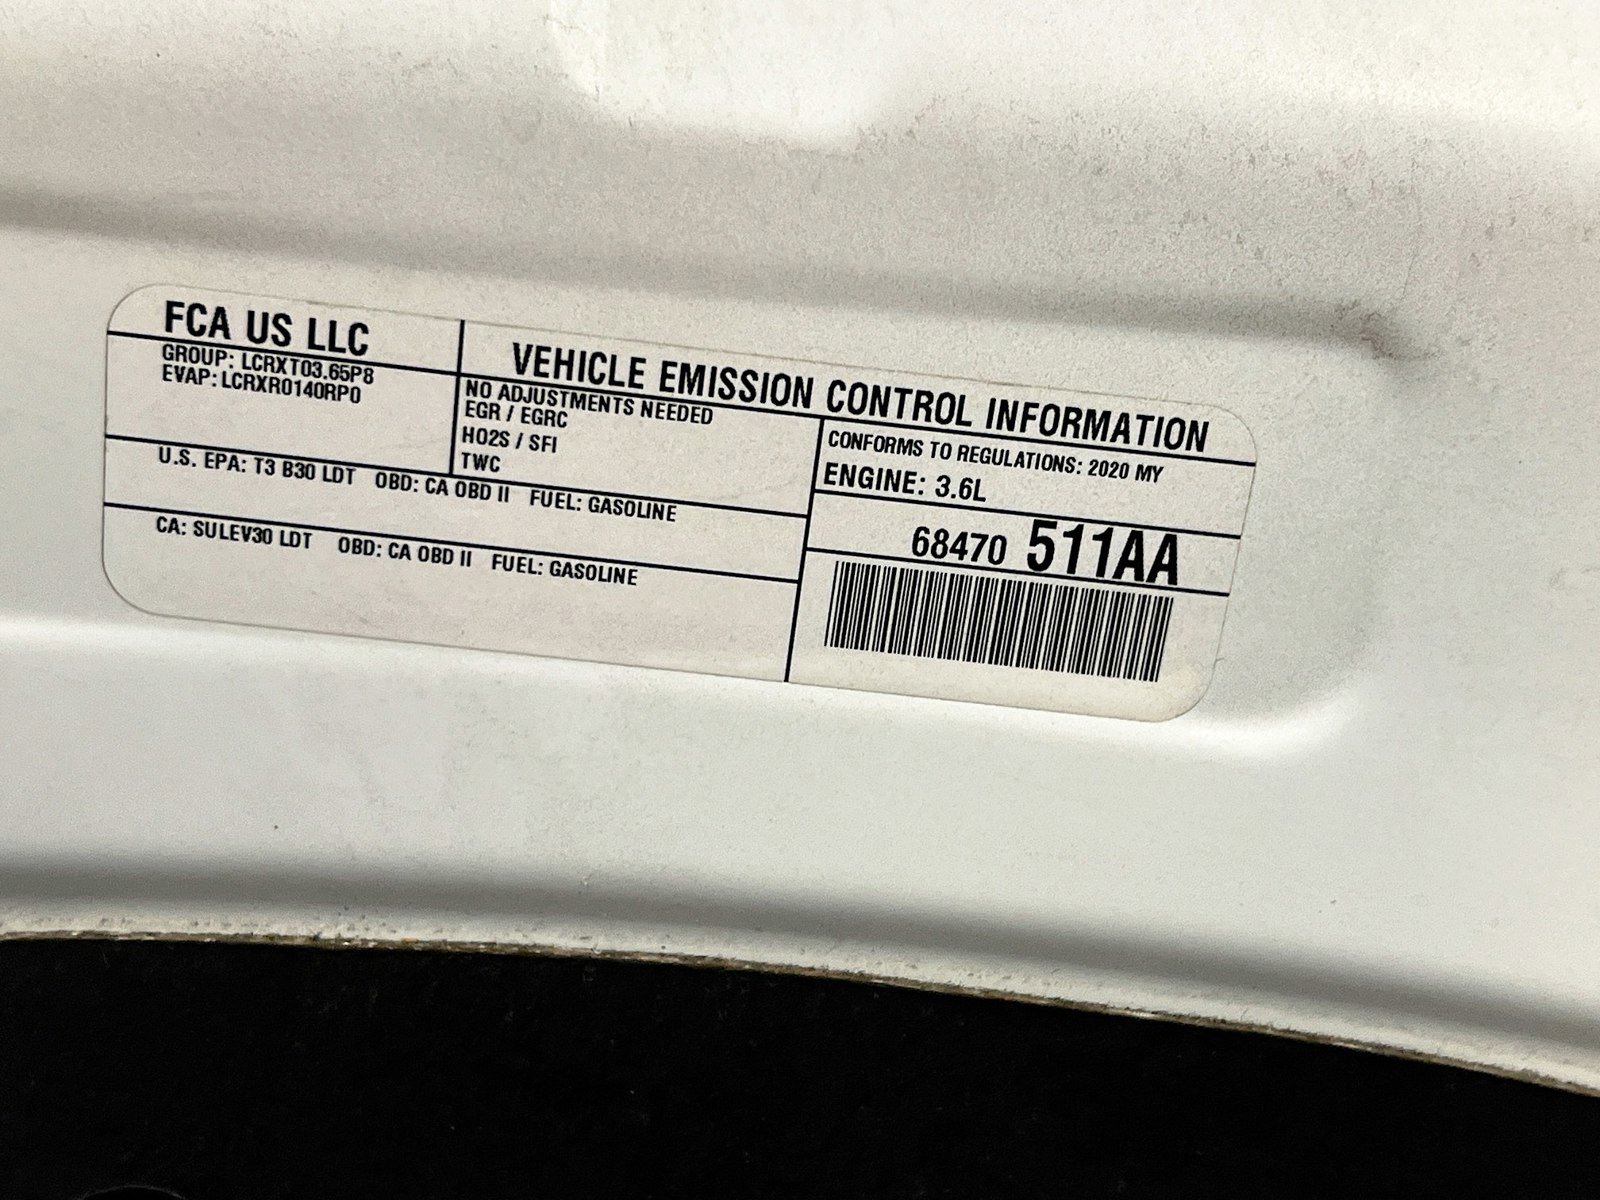 FCA US LLC
VEHICLE EMISSION CONTROL INFORMATION
GROUP: LCRXT03.65P8
EVAP: LCRXR0140RP0
NO ADJUSTMENTS NEEDED
EGR / EGRC
HO2S / SFI
TWC
CONFORMS TO REGULATIONS: 2020 MY
ENGINE: 3.6L
U.S. EPA: T3 B30 LDT OBD: CA OBD II FUEL: GASOLINE
CA: SULEV30 LDT OBD: CA OBD II FUEL: GASOLINE
68470 511AA